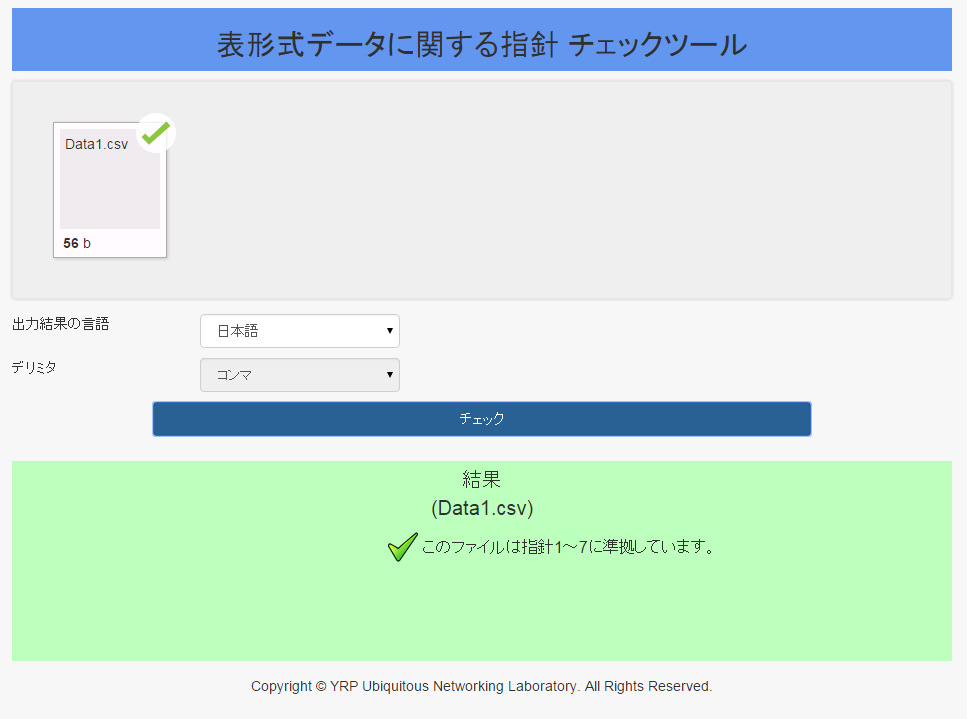 表形式データに関する指針 チェックツール
Data1.csv
56 b
出力結果の言語
日本語
デリミタ
コンマ
チェック
結果
(Data1.csv)
このファイルは指針1～7に準拠しています。
Copyright © YRP Ubiquitous Networking Laboratory. All Rights Reserved.